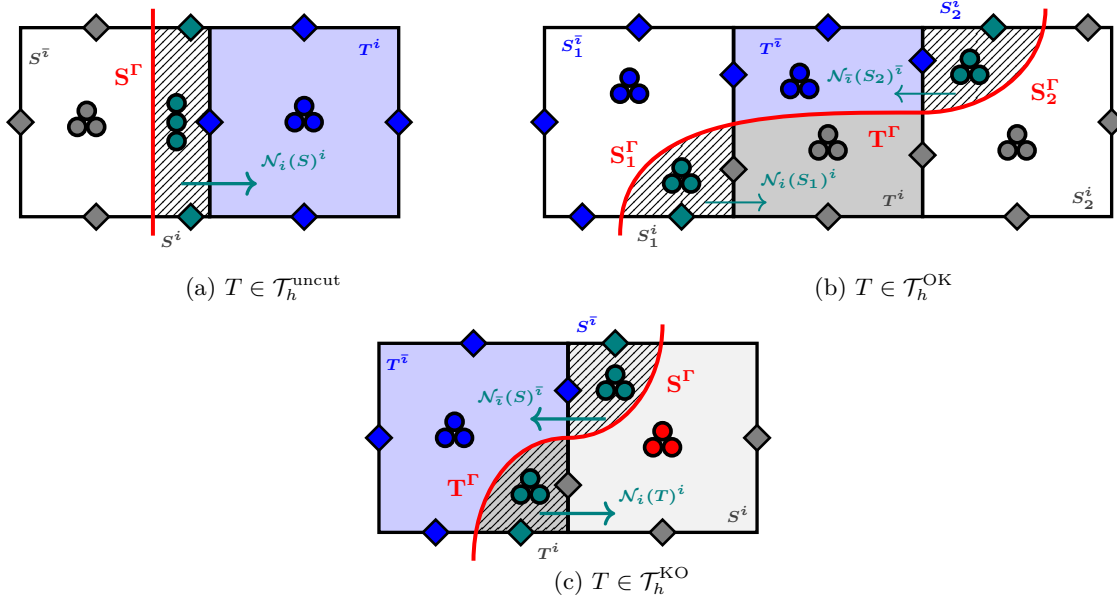 S^ī
S^Γ
T^i
𝒩_i(S)^i
S^i
(a) T ∈ 𝒯_h^uncut
S_2^ī
S_1^ī
T^ī
𝒩_ī(S_2)^ī
S_2^Γ
S_1^Γ
T^Γ
𝒩_i(S_1)^i
T^i
S_2^i
S_1^i
(b) T ∈ 𝒯_h^OK
S^ī
T^ī
S^Γ
𝒩_ī(S)^ī
T^Γ
𝒩_i(T)^i
S^i
T^i
(c) T ∈ 𝒯_h^KO